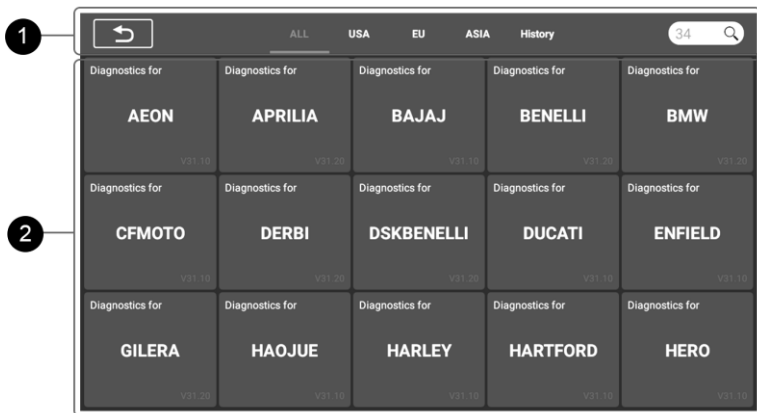 1
ALL USA EU ASIA History 34
2
Diagnostics for Diagnostics for Diagnostics for Diagnostics for Diagnostics for
AEON APRILIA BAJAJ BENELLI BMW
V31.10 V31.20 V31.10 V31.20 V31.20
Diagnostics for Diagnostics for Diagnostics for Diagnostics for Diagnostics for
CFMOTO DERBI DSKBENELLI DUCATI ENFIELD
V31.10 V31.20 V31.20 V31.10 V31.10
Diagnostics for Diagnostics for Diagnostics for Diagnostics for Diagnostics for
GILERA HAOJUE HARLEY HARTFORD HERO
V31.20 V31.10 V31.10 V31.10 V31.10